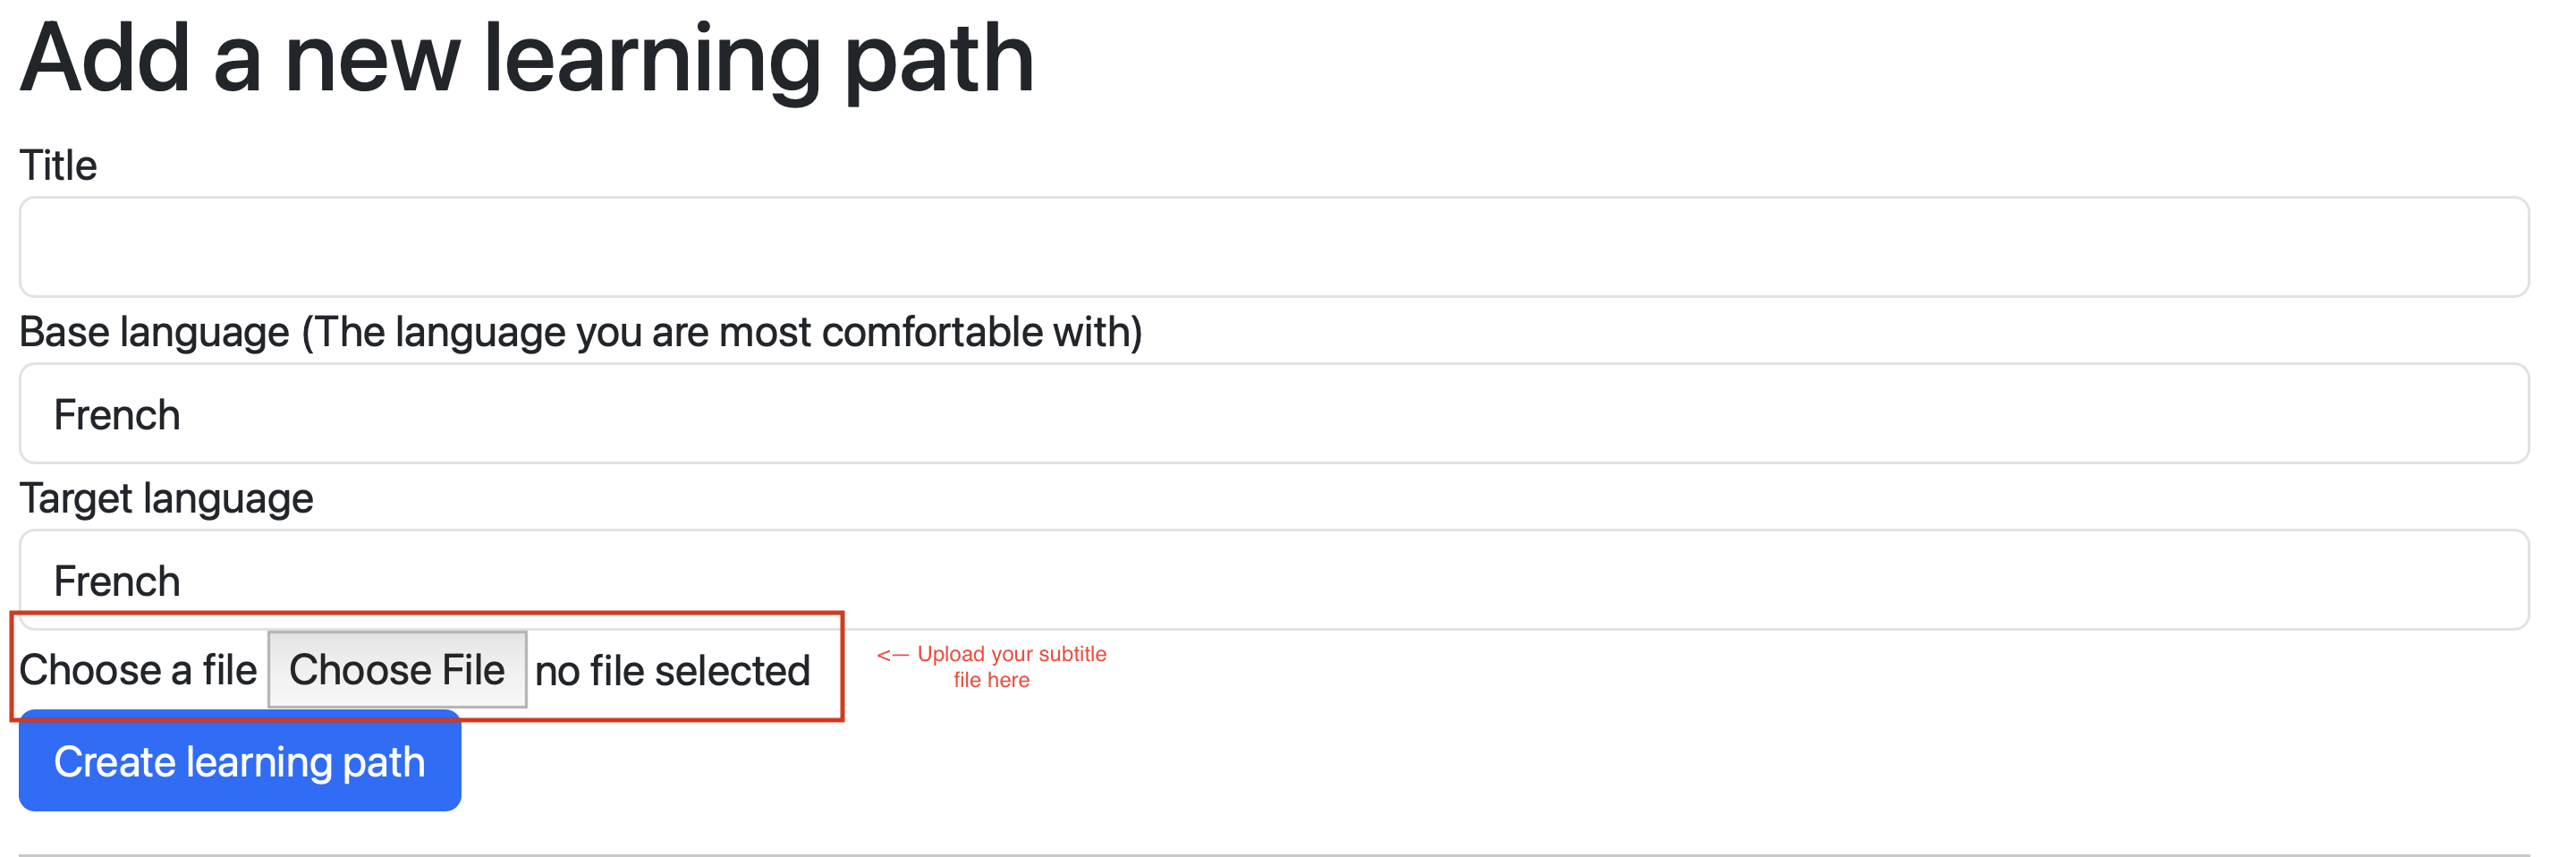 Add a new learning path
Title
Base language (The language you are most comfortable with)
French
Target language
French
Choose a file Choose File no file selected
<— Upload your subtitle
file here
Create learning path